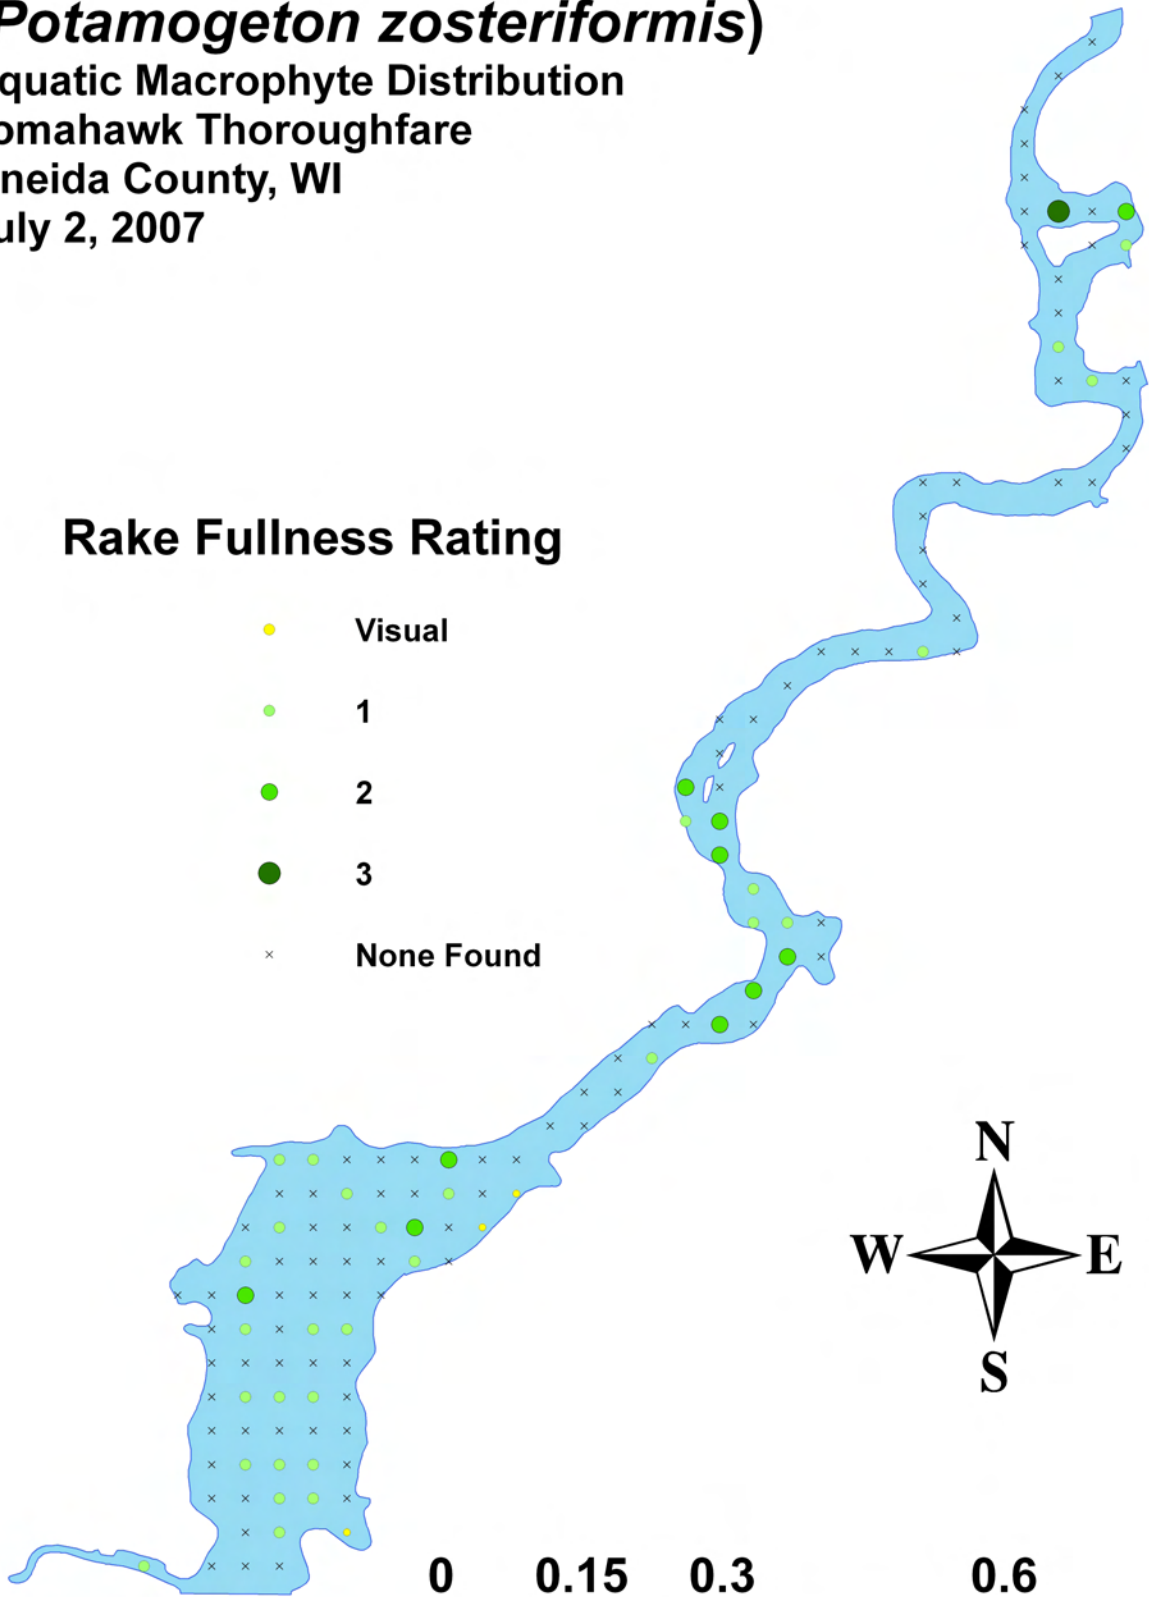 Potamogeton zosteriformis)
quatic Macrophyte Distribution
omahawk Thoroughfare
neida County, WI
uly 2, 2007
Rake Fullness Rating
Visual
1
2
3
None Found
N
W E
S
0 0.15 0.3 0.6